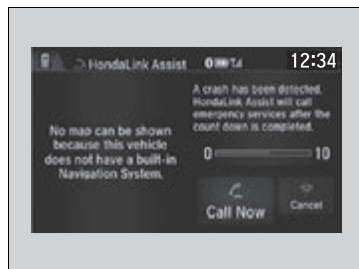 HondaLink Assist
12:34
No map can be shown
because this vehicle
does not have a built-in
Navigation System.
A crash has been detected.
HondaLink Assist will call
emergency services after the
count down is completed.
0 10
Call Now
Cancel